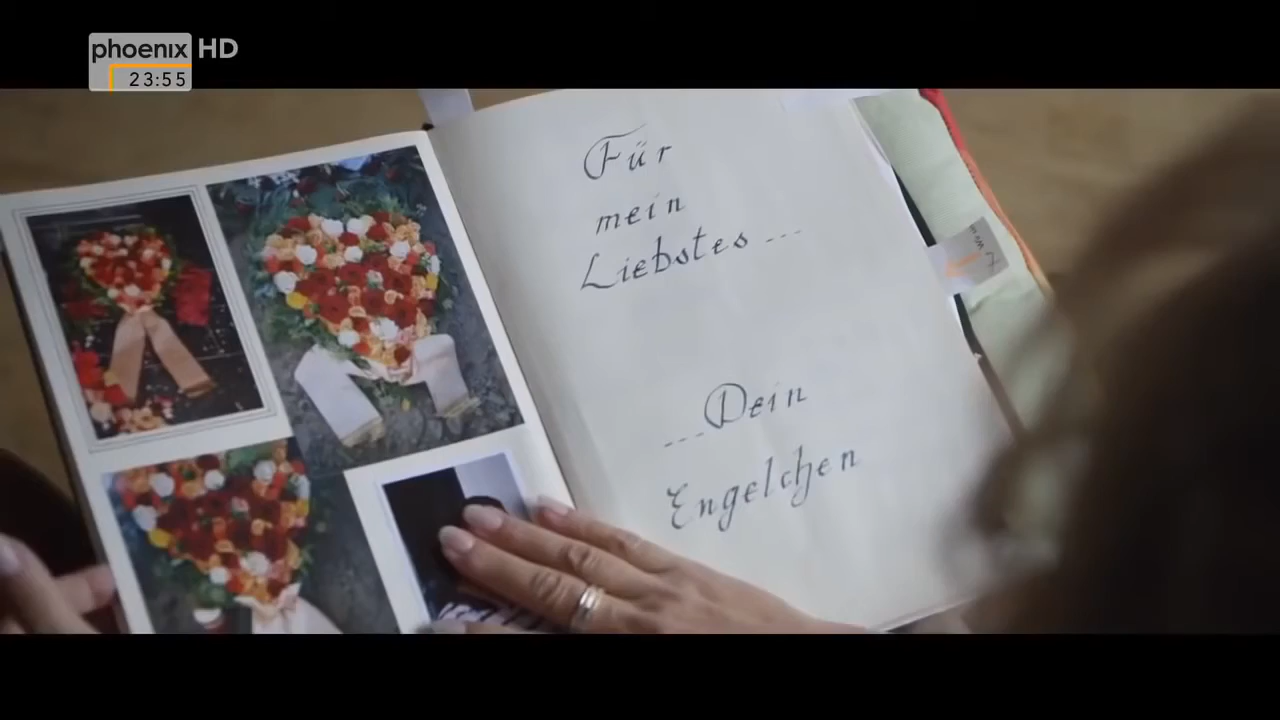 phoenix HD
23:55
Für
mein
Liebstes ---
---Dein
Engelchen